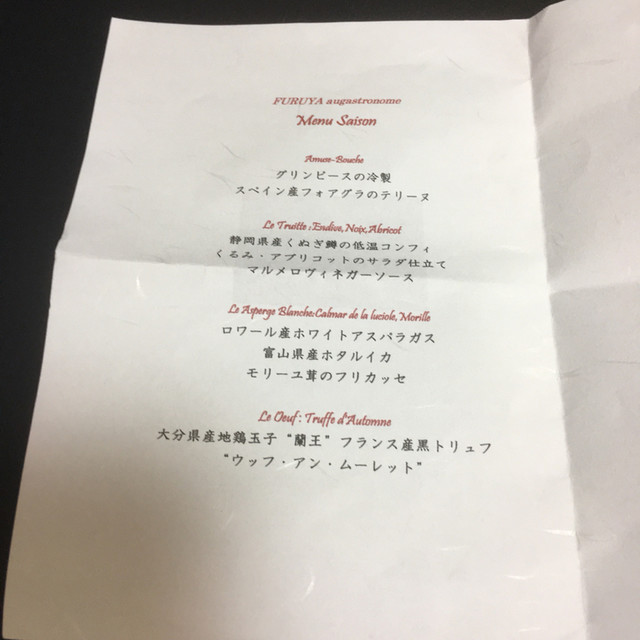 FURUYA augastronome
Menu Saison
Amuse-Bouche
グリンピースの冷製
スペイン産フォアグラのテリーヌ
Le Truitte : Endive, Noix, Abricot
静岡県産くぬぎ鱒の低温コンフィ
くるみ・アプリコットのサラダ仕立て
マルメロヴィネガーソース
Le Asperge Blanche:Calmar de la luciole, Morille
ロワール産ホワイトアスパラガス
富山県産ホタルイカ
モリーユ茸のフリカッセ
Le Oeuf : Truffe d'Automne
大分県産地鶏玉子“蘭王”フランス産黒トリュフ
“ウッフ・アン・ムーレット”